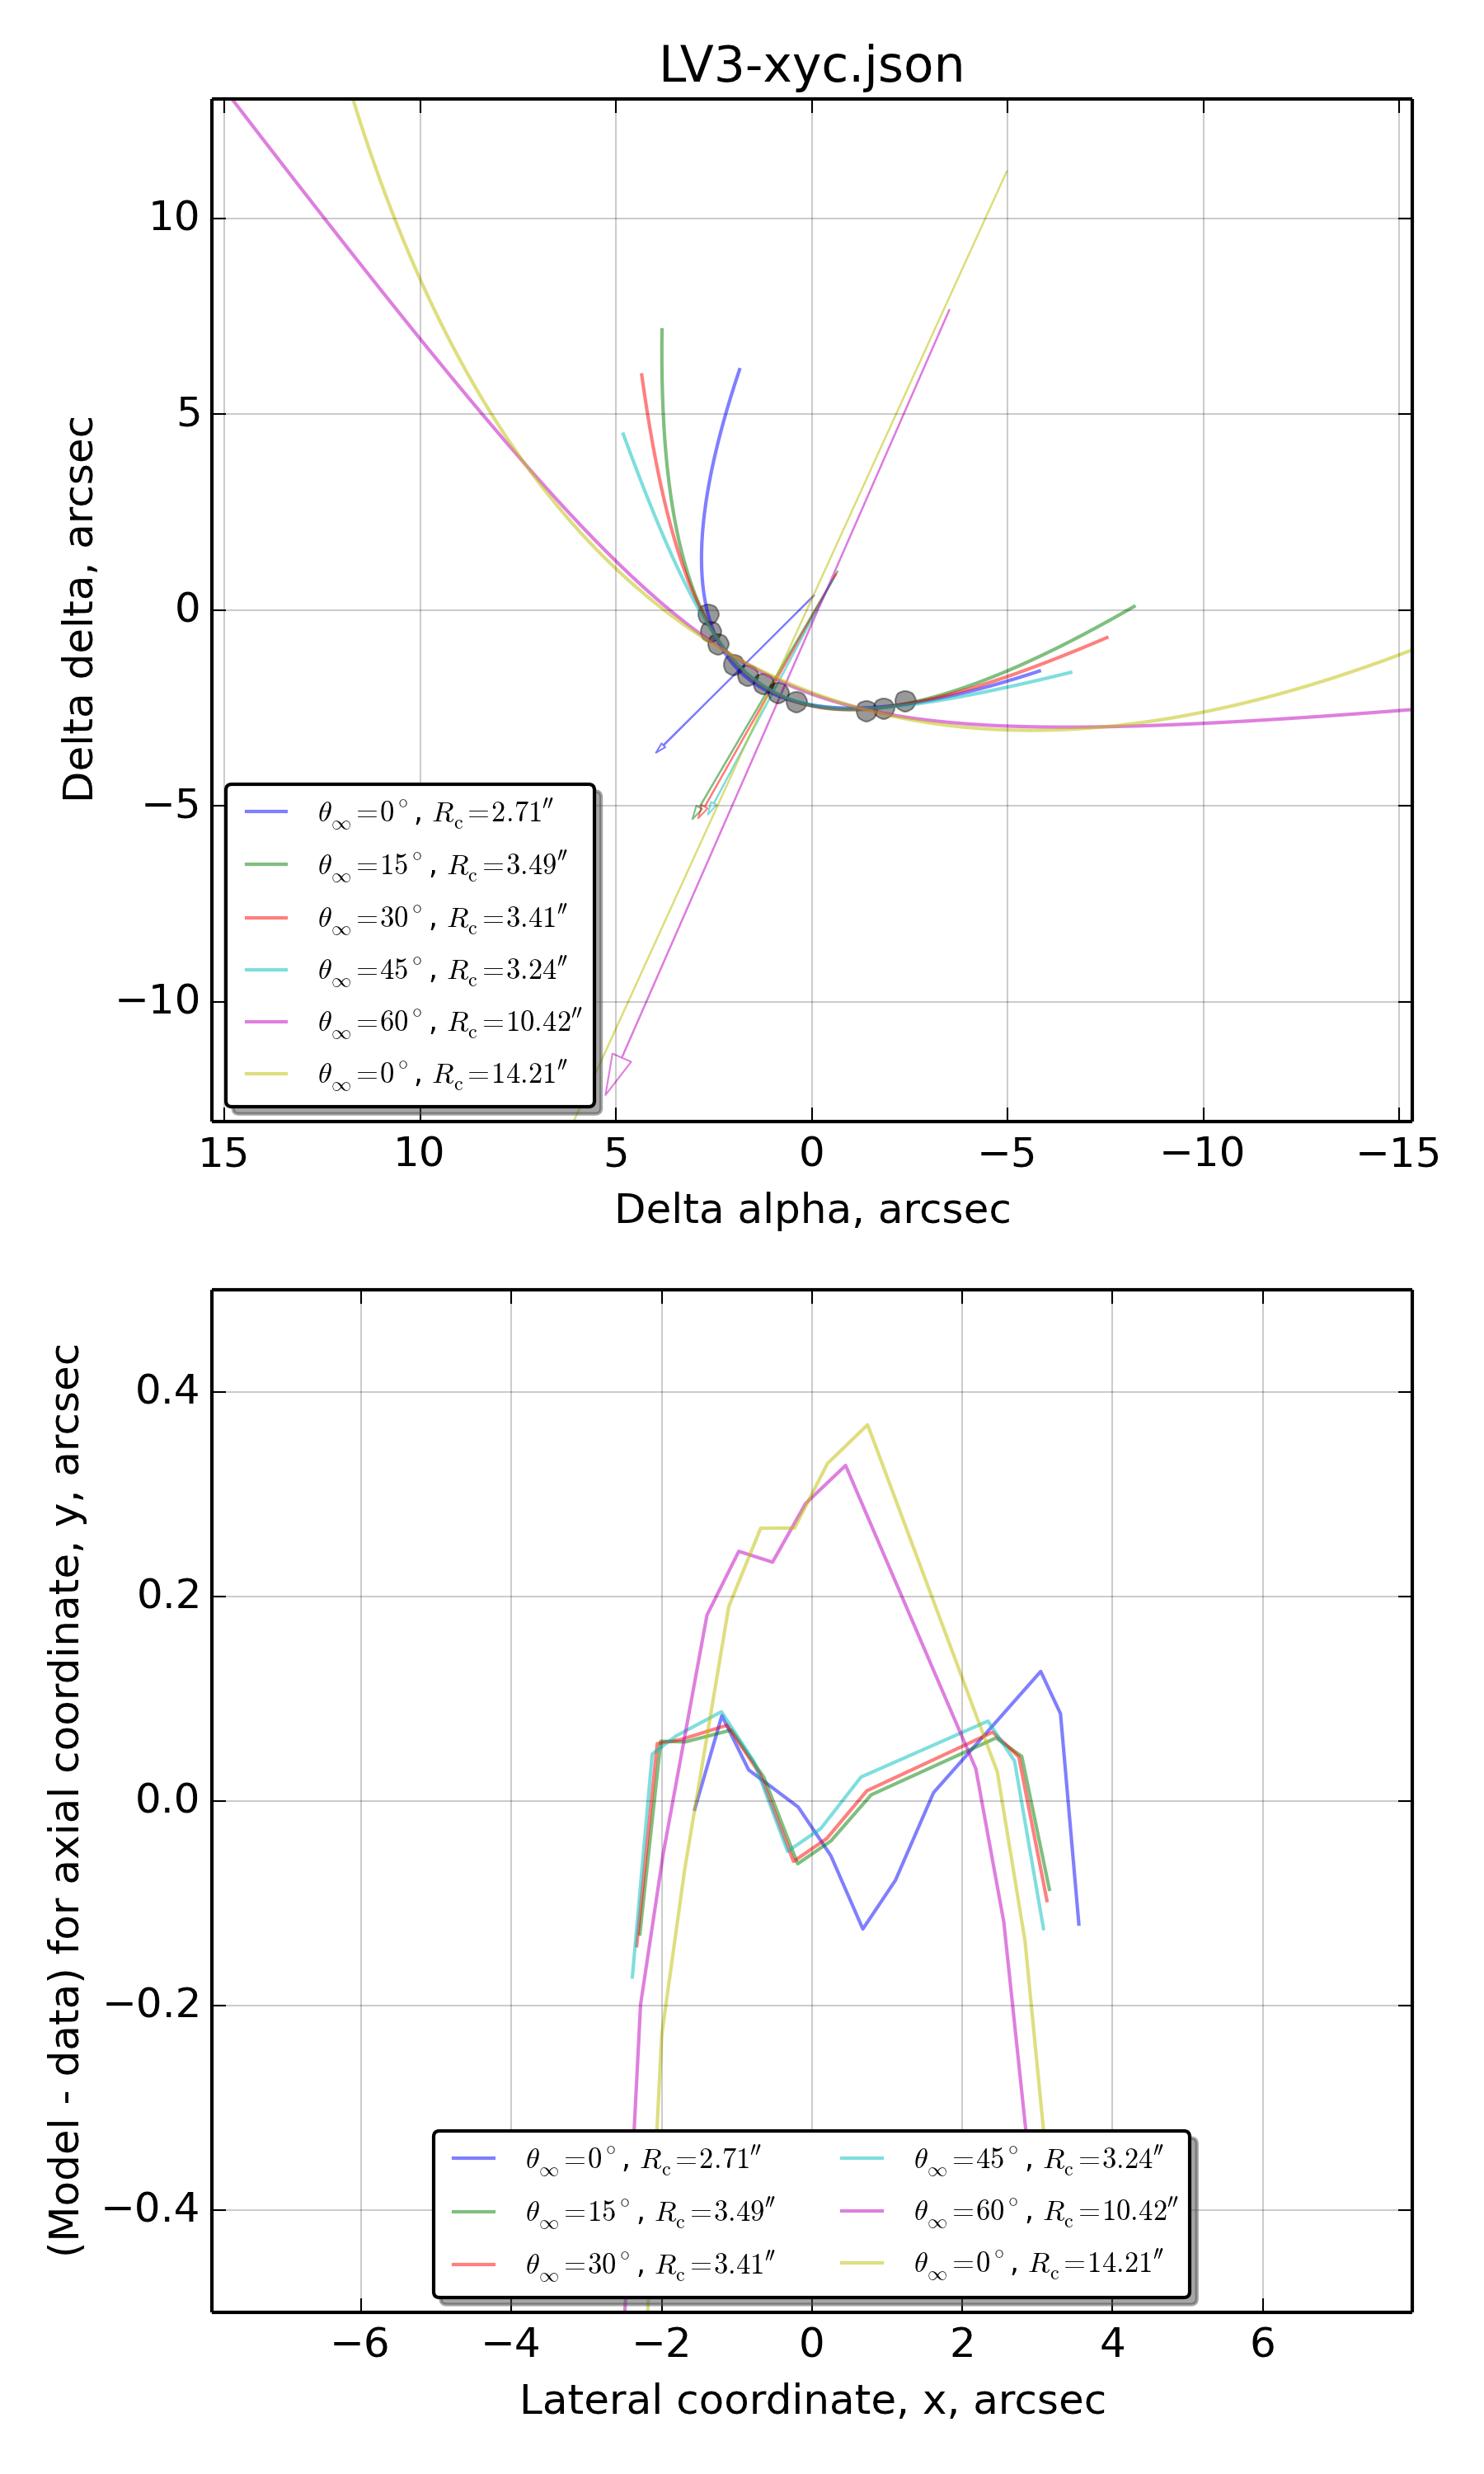 LV3-xyc.json
Delta delta, arcsec
10
5
0
−5
−10
θ∞=0°, Rc=2.71″
θ∞=15°, Rc=3.49″
θ∞=30°, Rc=3.41″
θ∞=45°, Rc=3.24″
θ∞=60°, Rc=10.42″
θ∞=0°, Rc=14.21″
15 10 5 0 −5 −10 −15
Delta alpha, arcsec
(Model - data) for axial coordinate, y, arcsec
0.4
0.2
0.0
−0.2
−0.4
θ∞=0°, Rc=2.71″ θ∞=45°, Rc=3.24″
θ∞=15°, Rc=3.49″ θ∞=60°, Rc=10.42″
θ∞=30°, Rc=3.41″ θ∞=0°, Rc=14.21″
−6 −4 −2 0 2 4 6
Lateral coordinate, x, arcsec